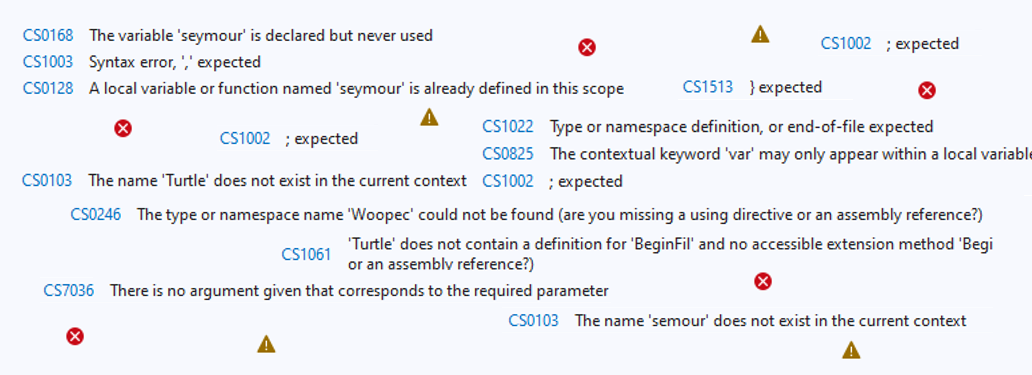 CS0168 The variable 'seymour' is declared but never used
CS1002 ; expected
CS1003 Syntax error, ',' expected
CS0128 A local variable or function named 'seymour' is already defined in this scope
CS1513 } expected
CS1002 ; expected
CS1022 Type or namespace definition, or end-of-file expected
CS0825 The contextual keyword 'var' may only appear within a local variable
CS0103 The name 'Turtle' does not exist in the current context
CS1002 ; expected
CS0246 The type or namespace name 'Woopec' could not be found (are you missing a using directive or an assembly reference?)
CS1061 'Turtle' does not contain a definition for 'BeginFil' and no accessible extension method 'Begi
or an assembly reference?)
CS7036 There is no argument given that corresponds to the required parameter
CS0103 The name 'semour' does not exist in the current context